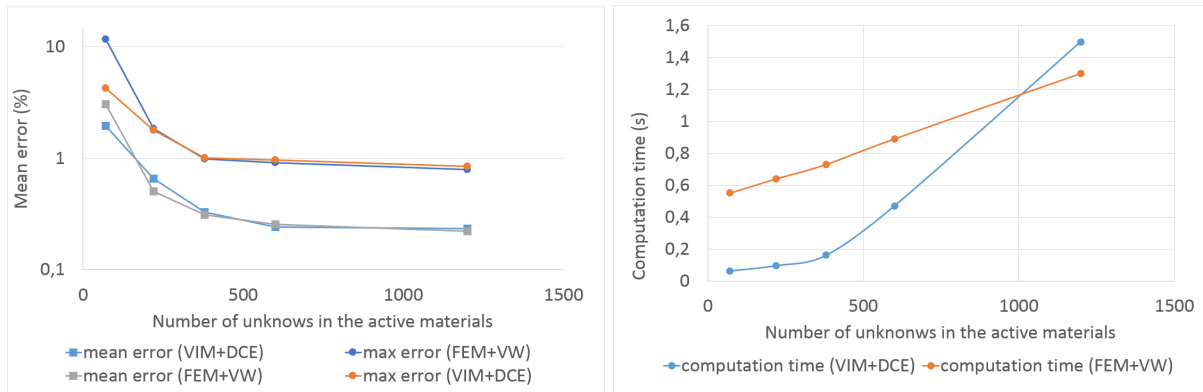 10
1
0,1
Mean error (%)
0
500
1000
1500
Number of unknows in the active materials
mean error (VIM+DCE)
max error (FEM+VW)
mean error (FEM+VW)
max error (VIM+DCE)
1,6
1,4
1,2
1
0,8
0,6
0,4
0,2
0
Computation time (s)
0
500
1000
1500
Number of unknonws in the active materials
computation time (VIM+DCE)
computation time (FEM+VW)